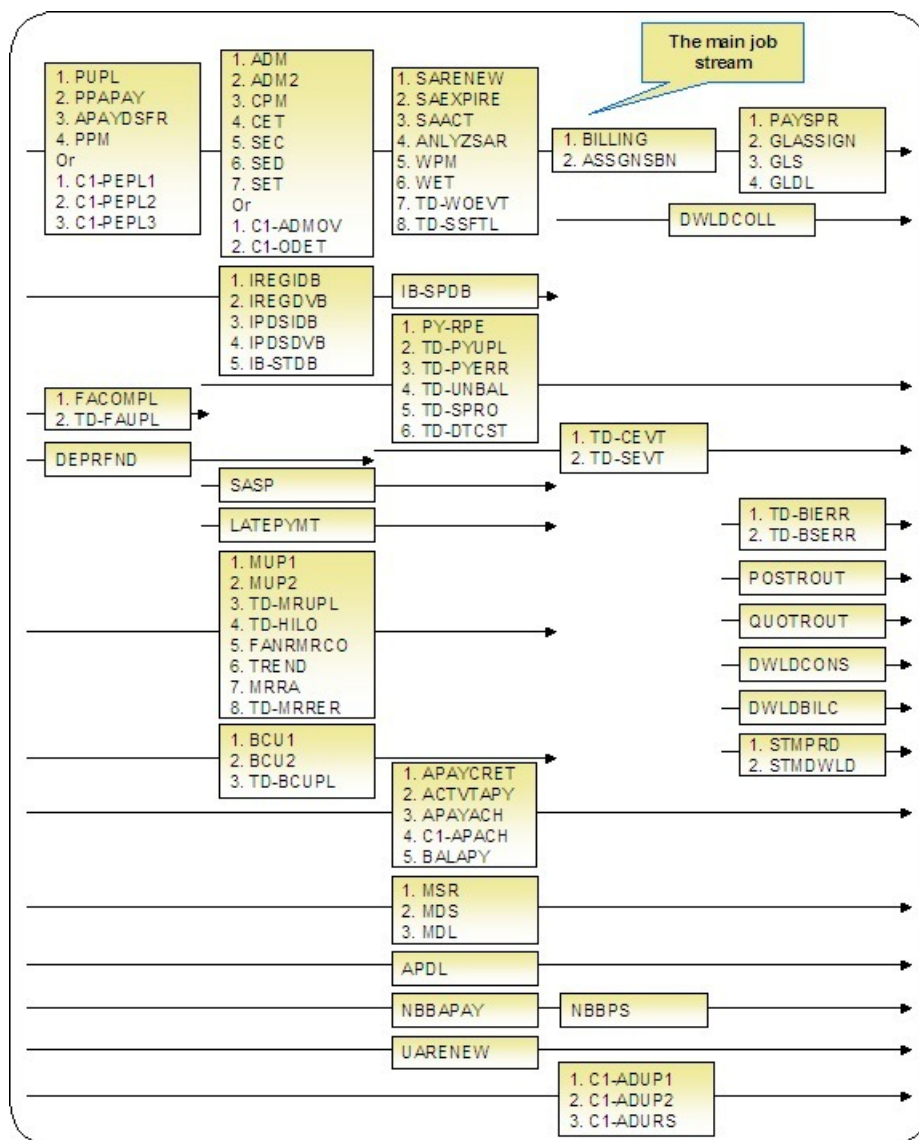 The main job
stream
1. PUPL
2. PPAPAY
3. APAYDSFR
4. PPM
Or
1. C1-PEPL1
2. C1-PEPL2
3. C1-PEPL3
1. ADM
2. ADM2
3. CPM
4. CET
5. SEC
6. SED
7. SET
Or
1. C1-ADMOV
2. C1-ODET
1. SARENEW
2. SAEXPIRE
3. SAACT
4. ANLYZSAR
5. WPM
6. WET
7. TD-WOEVT
8. TD-SSFTL
1. BILLING
2. ASSGNSBN
1. PAYSPR
2. GLASSIGN
3. GLS
4. GLDL
DWLDCOLL
1. IREGIDB
2. IREGDVB
3. IPDSIDB
4. IPDSDVB
5. IB-STDB
IB-SPDB
1. PY-RPE
2. TD-PYUPL
3. TD-PYERR
4. TD-UNBAL
5. TD-SPRO
6. TD-DTCST
1. FACOMPL
2. TD-FAUPL
1. TD-CEVT
2. TD-SEVT
DEPRFND
SASP
LATEPYMT
1. TD-BIERR
2. TD-BSERR
1. MUP1
2. MUP2
3. TD-MRUPL
4. TD-HILO
5. FANRMRCO
6. TREND
7. MRRA
8. TD-MRRER
POSTROUT
QUOTROUT
DWLDCONS
DWLDBILC
1. STMPRD
2. STMDWLD
1. BCU1
2. BCU2
3. TD-BCUPL
1. APAYCRET
2. ACTVTAPY
3. APAYACH
4. C1-APACH
5. BALAPY
1. MSR
2. MDS
3. MDL
APDL
NBBAPAY
NBBPS
UARENEW
1. C1-ADUP1
2. C1-ADUP2
3. C1-ADURS